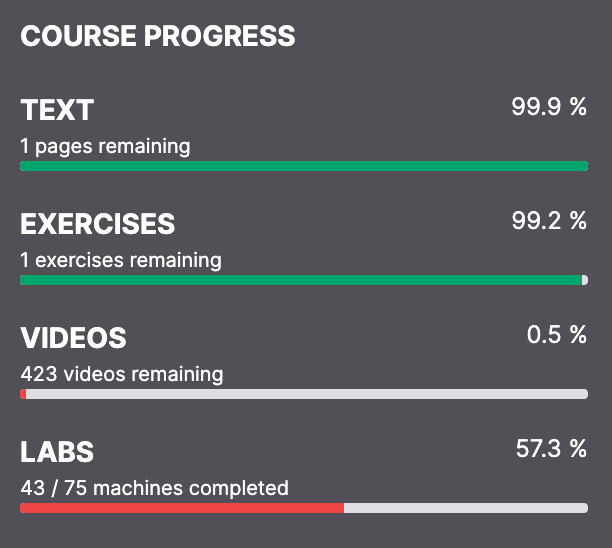 COURSE PROGRESS
TEXT 99.9 %
1 pages remaining
EXERCISES 99.2 %
1 exercises remaining
VIDEOS 0.5 %
423 videos remaining
LABS 57.3 %
43 / 75 machines completed